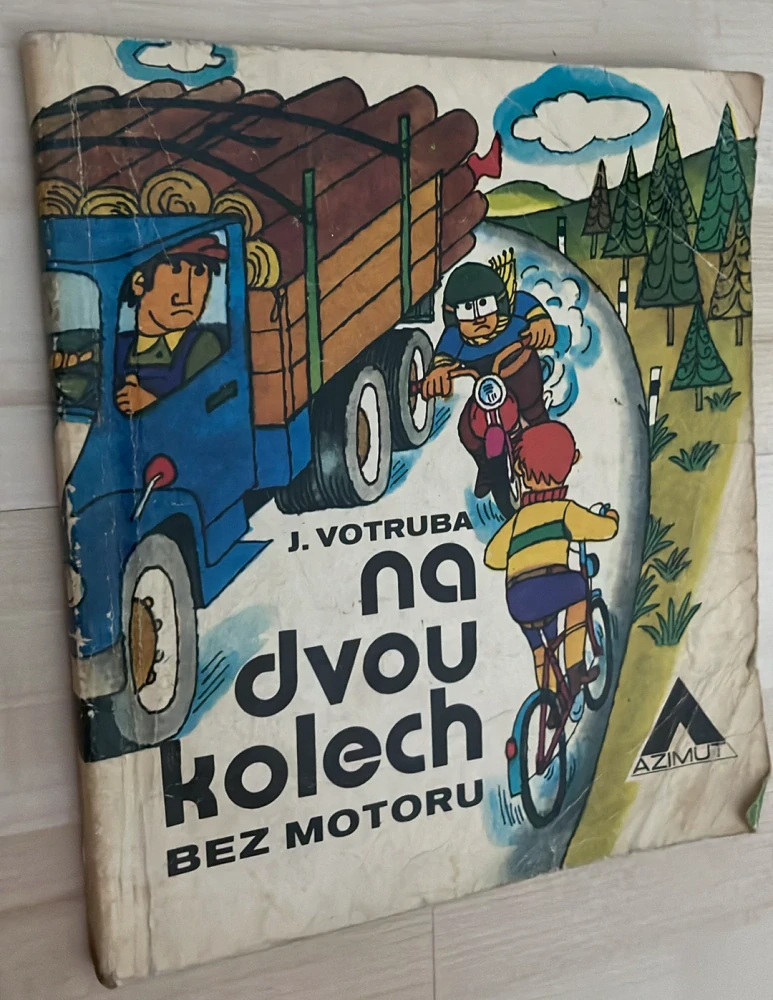 J. VOTRUBA
na
dvou
kolech
BEZ MOTORU
AZIMUT